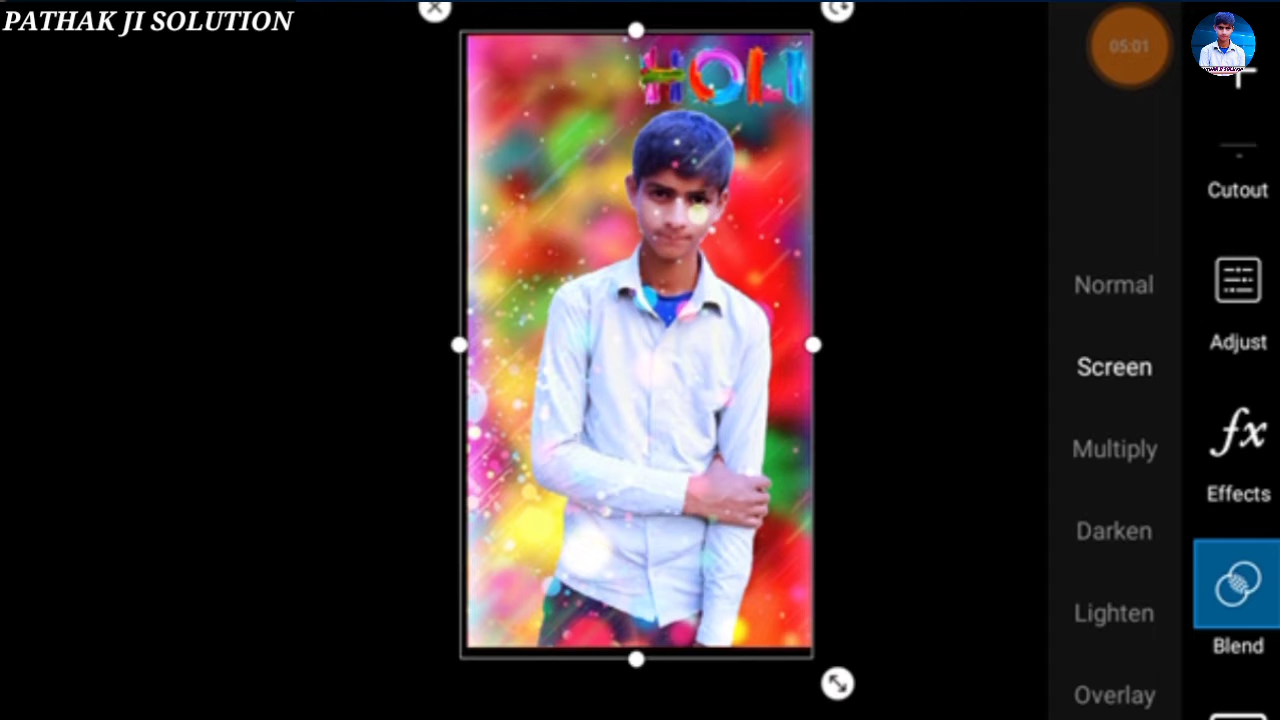 PATHAK JI SOLUTION
HOLI
05:01
Cutout
Normal
Adjust
Screen
Multiply
Effects
Darken
Lighten
Blend
Overlay